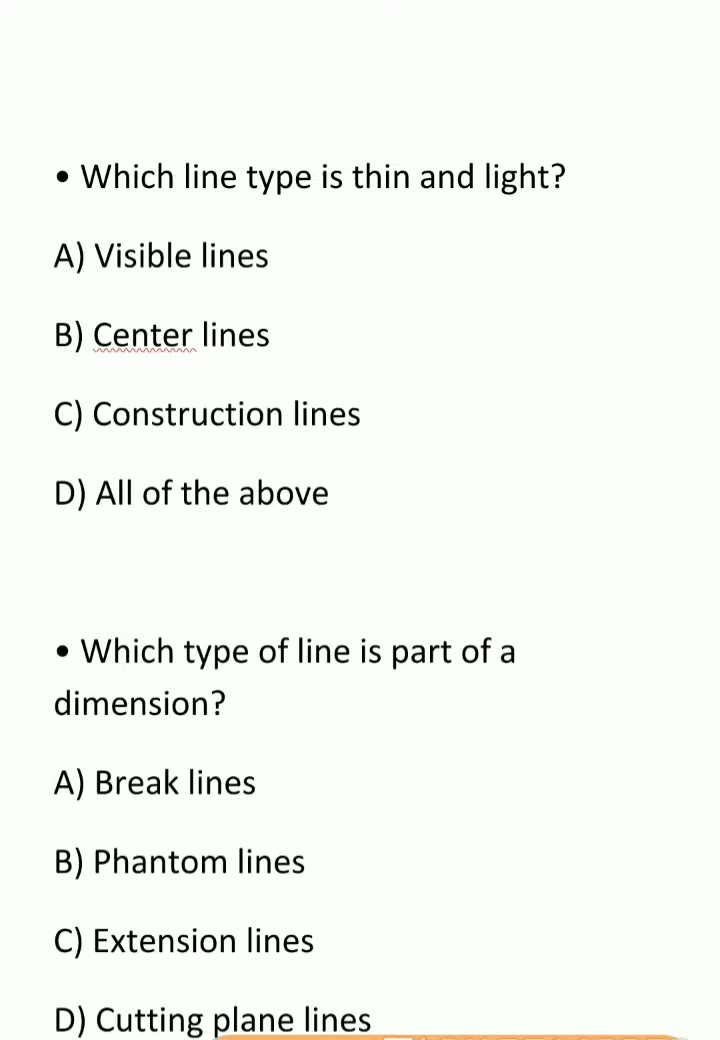 • Which line type is thin and light?
A) Visible lines
B) Center lines
C) Construction lines
D) All of the above
• Which type of line is part of a
dimension?
A) Break lines
B) Phantom lines
C) Extension lines
D) Cutting plane lines